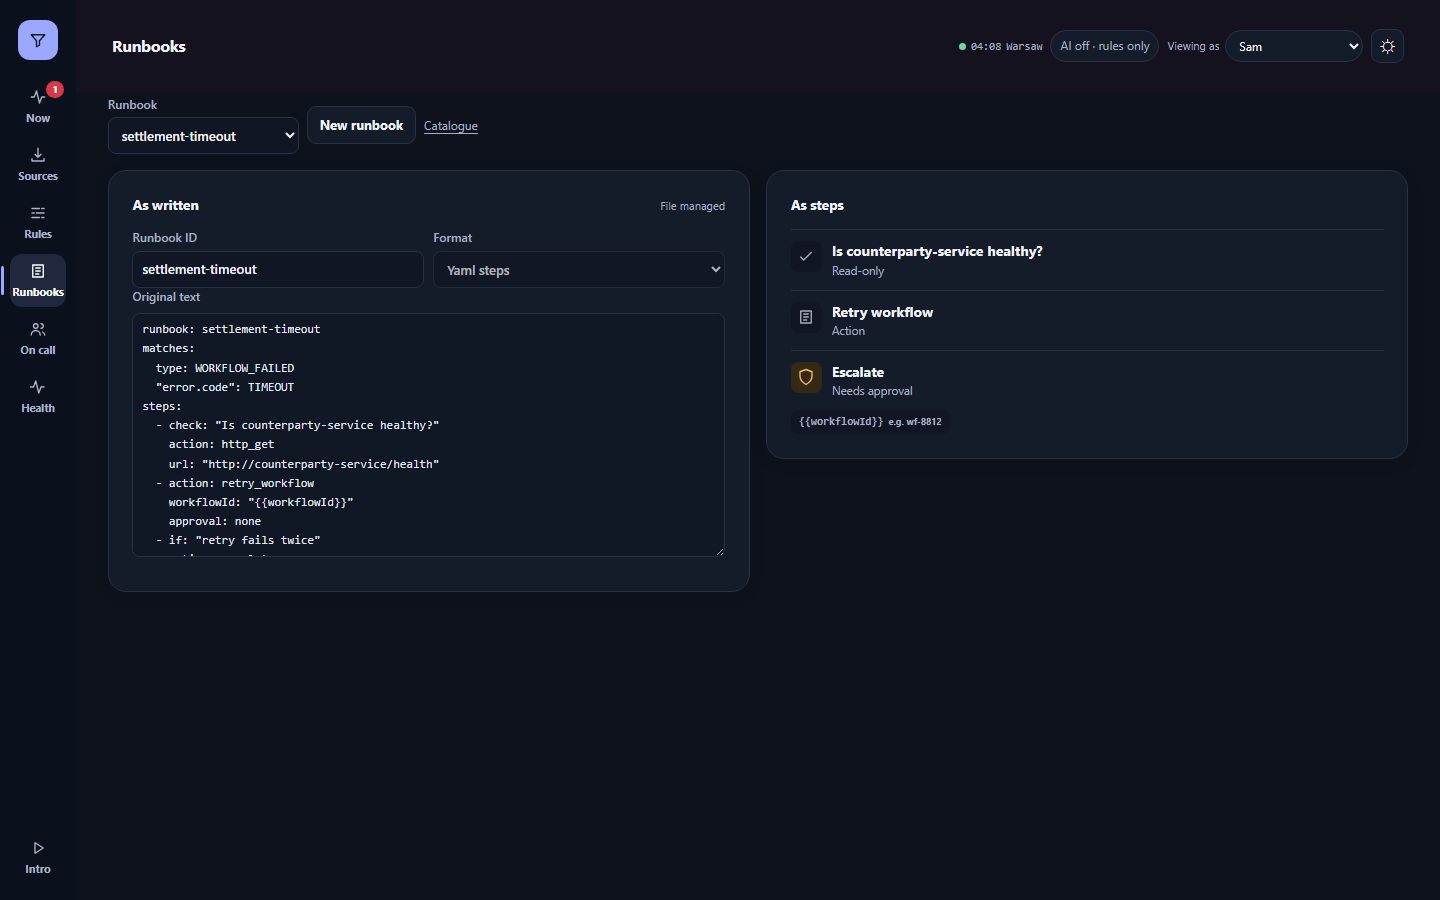 Runbooks
04:08 Warsaw
AI off · rules only
Viewing as
Sam
1
Now
Sources
Rules
Runbooks
On call
Health
Intro
Runbook
settlement-timeout
New runbook
Catalogue
As written
File managed
Runbook ID
Format
settlement-timeout
Yaml steps
Original text
runbook: settlement-timeout
matches:
  type: WORKFLOW_FAILED
  "error.code": TIMEOUT
steps:
  - check: "Is counterparty-service healthy?"
    action: http_get
    url: "http://counterparty-service/health"
  - action: retry_workflow
    workflowId: "{{workflowId}}"
    approval: none
  - if: "retry fails twice"
As steps
Is counterparty-service healthy?
Read-only
Retry workflow
Action
Escalate
Needs approval
{{workflowId}} e.g. wf-8812